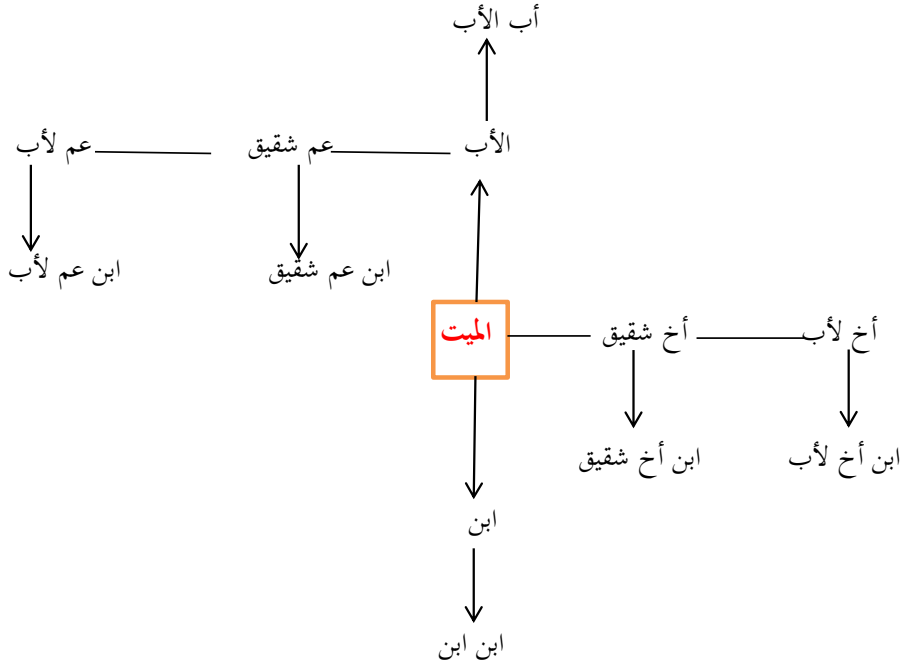 أب الأب
الأب
عم شقيق
عم لأب
ابن عم شقيق
ابن عم لأب
أخ لأب
أخ شقيق
الميت
ابن أخ لأب
ابن أخ شقيق
ابن
ابن ابن